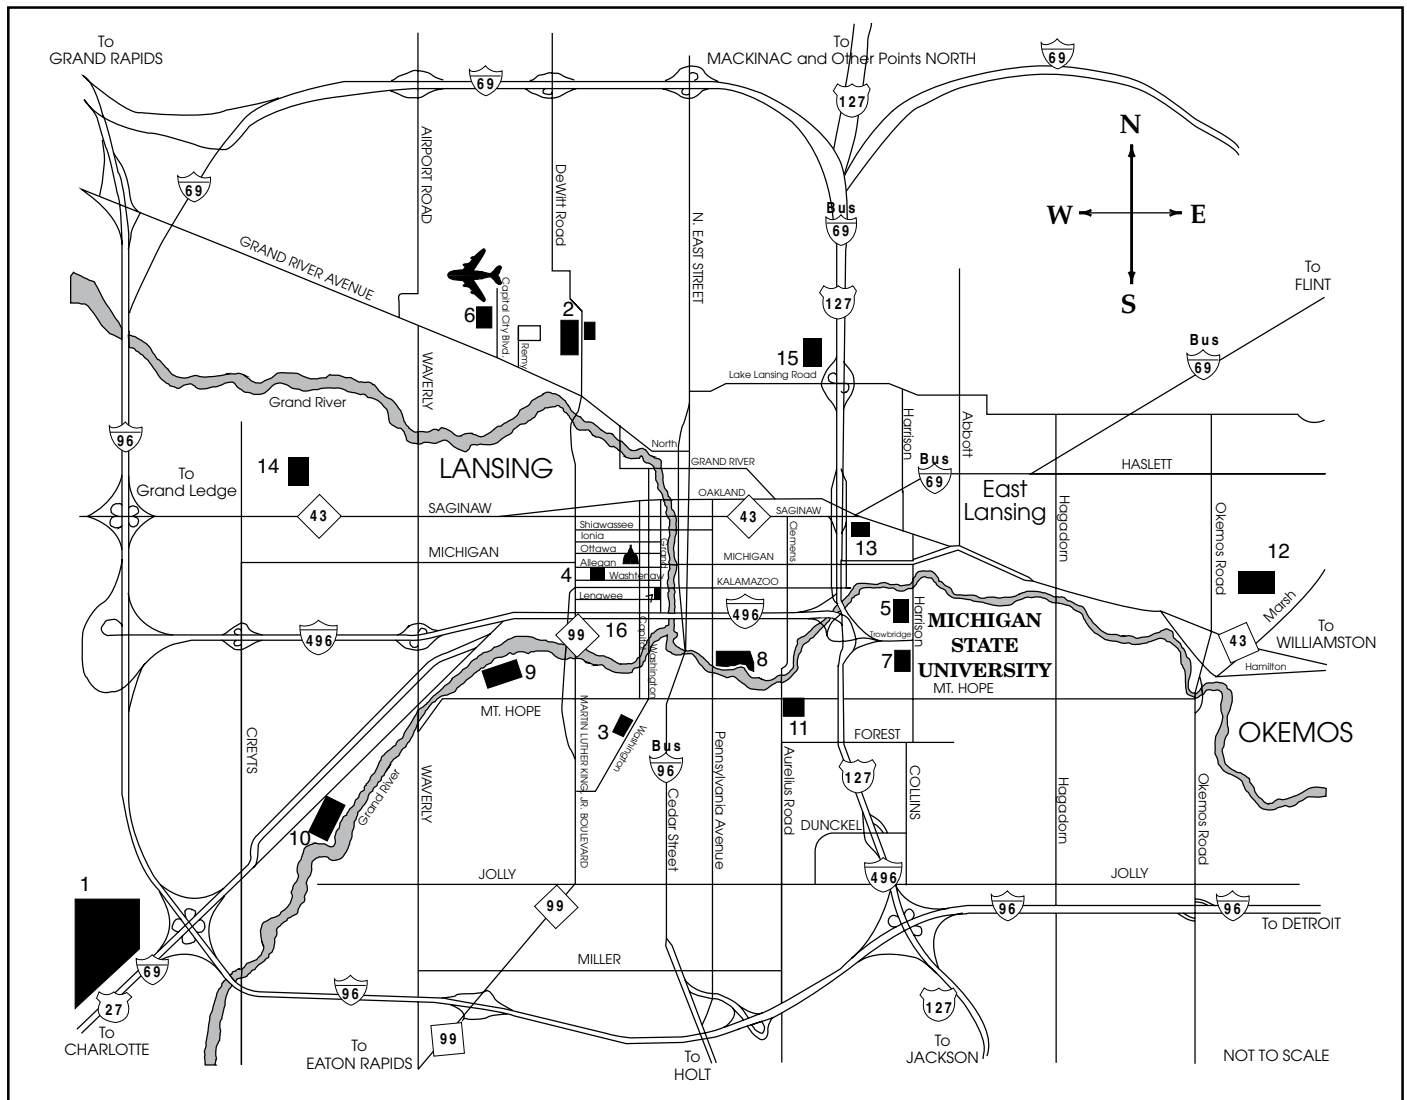 To
GRAND RAPIDS
To
MACKINAC and Other Points NORTH
69
69
127
N
W
E
S
69
AIRPORT ROAD
DeWitt Road
N. EAST STREET
Bus
69
GRAND RIVER AVENUE
127
To
FLINT
Capital City Blvd.
6
2
Remy
Bus
69
15
Lake Lansing Road
WAVERLY
Grand River
Harrison
Abbott
96
North
LANSING
GRAND RIVER
Bus
69
HASLETT
14
To
Grand Ledge
East
Lansing
OAKLAND
43
SAGINAW
43
SAGINAW
Hagadorn
Okemos Road
Shiawassee
Ionia
Ottawa
Allegan
Washtenaw
Lenawee
Grand
Clemens
13
MICHIGAN
MICHIGAN
KALAMAZOO
4
12
Marsh
496
496
99
16
Capitol
Washington
5
Harrison
Trowbridge
7
MICHIGAN
STATE
UNIVERSITY
43
To
WILLIAMSTON
Hamilton
9
8
MT. HOPE
MT. HOPE
11
3
Washington
CREYTS
WAVERLY
MARTIN LUTHER KING, JR. BOULEVARD
Bus
96
Cedar Street
Pennsylvania Avenue
Aurelius Road
FOREST
127
COLLINS
Hagadorn
Okemos Road
OKEMOS
Grand River
10
DUNCKEL
1
JOLLY
496
JOLLY
99
96
96
To DETROIT
69
MILLER
96
27
127
99
To
CHARLOTTE
To
EATON RAPIDS
To
HOLT
To
JACKSON
NOT TO SCALE